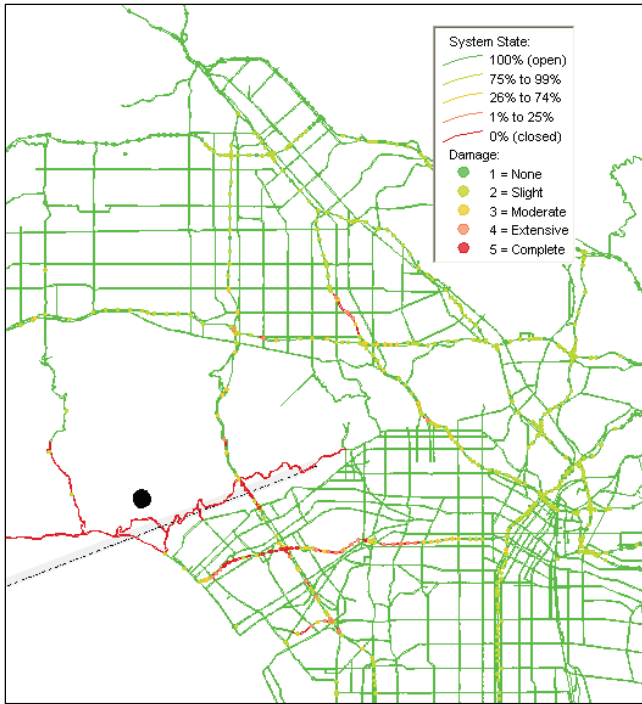 System State:
100% (open)
75% to 99%
26% to 74%
1% to 25%
0% (closed)
Damage:
1 = None
2 = Slight
3 = Moderate
4 = Extensive
5 = Complete